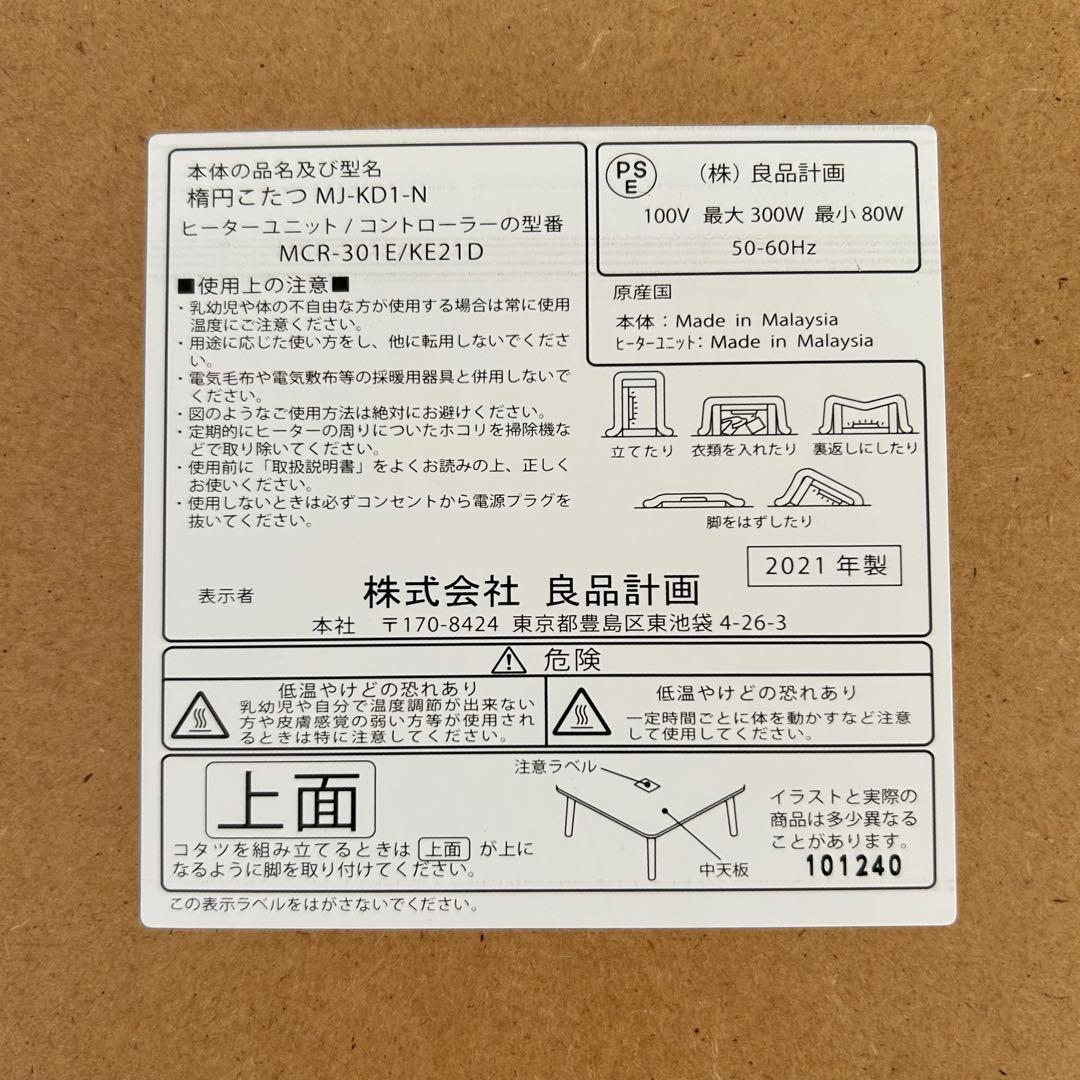 本体の品名及び型名
楕円こたつ MJ-KD1-N
ヒーターユニット / コントローラーの型番
MCR-301E/KE21D
■使用上の注意■
・乳幼児や体の不自由な方が使用する場合は常に使用
温度にご注意ください。
・用途に応じた使い方をし、他に転用しないでくださ
い。
・電気毛布や電気敷布等の採暖用器具と併用しないで
ください。
・図のようなご使用方法は絶対にお避けください。
・定期的にヒーターの周りについたホコリを掃除機な
どで取り除いてください。
・使用前に「取扱説明書」をよくお読みの上、正しく
お使いください。
・使用しないときは必ずコンセントから電源プラグを
抜いてください。
PS
E
（株）良品計画
100V 最大 300W 最小 80W
50-60Hz
原産国
本体：Made in Malaysia
ヒーターユニット：Made in Malaysia
立てたり 衣類を入れたり 裏返しにしたり
脚をはずしたり
2021 年製
表示者 株式会社 良品計画
本社 〒170-8424 東京都豊島区東池袋 4-26-3
危険
低温やけどの恐れあり
乳幼児や自分で温度調節が出来ない
方や皮膚感覚の弱い方等が使用され
るときは特に注意してください。
低温やけどの恐れあり
一定時間ごとに体を動かすなど注意
して使用してください。
上面
コタツを組み立てるときは 上面 が上に
なるように脚を取り付けてください。
注意ラベル
中天板
イラストと実際の
商品は多少異なる
ことがあります。
101240
この表示ラベルをはがさないでください。